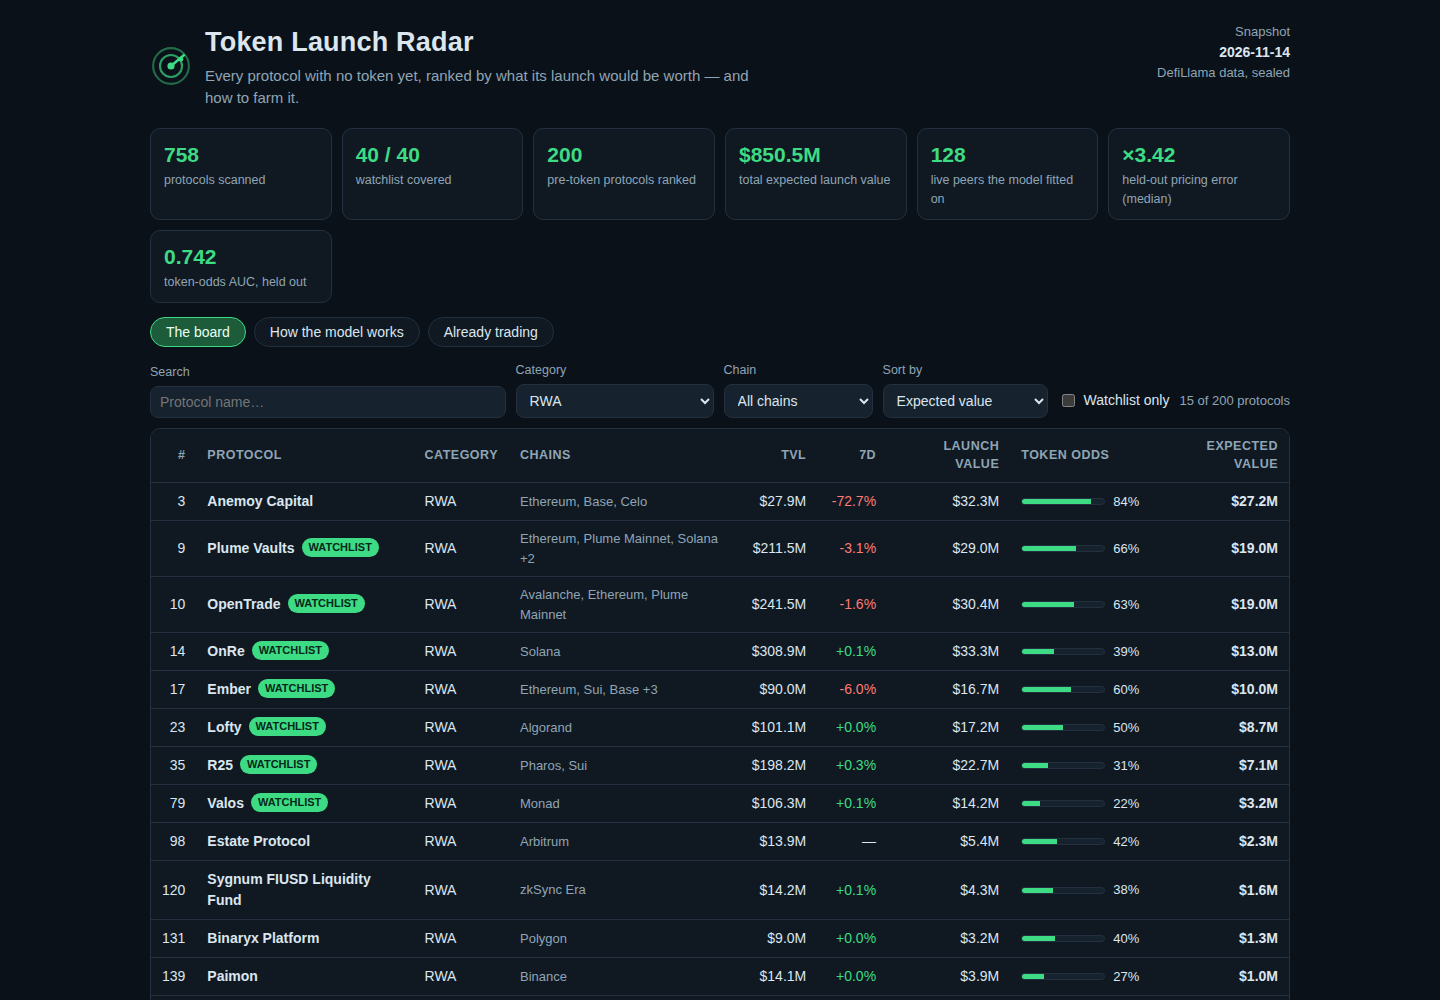 Token Launch Radar
Every protocol with no token yet, ranked by what its launch would be worth — and
how to farm it.
Snapshot
2026-11-14
DefiLlama data, sealed
758
protocols scanned
40 / 40
watchlist covered
200
pre-token protocols ranked
$850.5M
total expected launch value
128
live peers the model fitted
on
×3.42
held-out pricing error
(median)
0.742
token-odds AUC, held out
The board
How the model works
Already trading
Search
Protocol name…
Category
RWA
Chain
All chains
Sort by
Expected value
Watchlist only
15 of 200 protocols
# PROTOCOL CATEGORY CHAINS TVL 7D LAUNCH VALUE TOKEN ODDS EXPECTED VALUE
3 Anemoy Capital RWA Ethereum, Base, Celo $27.9M -72.7% $32.3M 84% $27.2M
9 Plume Vaults WATCHLIST RWA Ethereum, Plume Mainnet, Solana +2 $211.5M -3.1% $29.0M 66% $19.0M
10 OpenTrade WATCHLIST RWA Avalanche, Ethereum, Plume Mainnet $241.5M -1.6% $30.4M 63% $19.0M
14 OnRe WATCHLIST RWA Solana $308.9M +0.1% $33.3M 39% $13.0M
17 Ember WATCHLIST RWA Ethereum, Sui, Base +3 $90.0M -6.0% $16.7M 60% $10.0M
23 Lofty WATCHLIST RWA Algorand $101.1M +0.0% $17.2M 50% $8.7M
35 R25 WATCHLIST RWA Pharos, Sui $198.2M +0.3% $22.7M 31% $7.1M
79 Valos WATCHLIST RWA Monad $106.3M +0.1% $14.2M 22% $3.2M
98 Estate Protocol RWA Arbitrum $13.9M — $5.4M 42% $2.3M
120 Sygnum FIUSD Liquidity Fund RWA zkSync Era $14.2M +0.1% $4.3M 38% $1.6M
131 Binaryx Platform RWA Polygon $9.0M +0.0% $3.2M 40% $1.3M
139 Paimon RWA Binance $14.1M +0.0% $3.9M 27% $1.0M